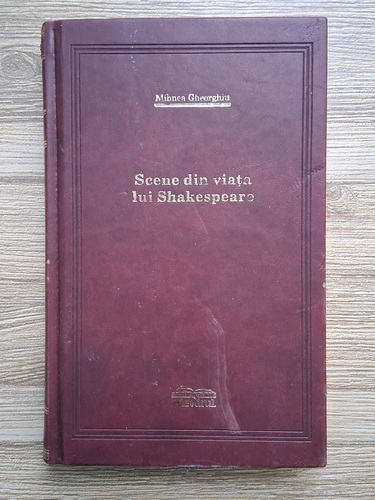 Mihnea Gheorghiu
Scene din viața
lui Shakespeare